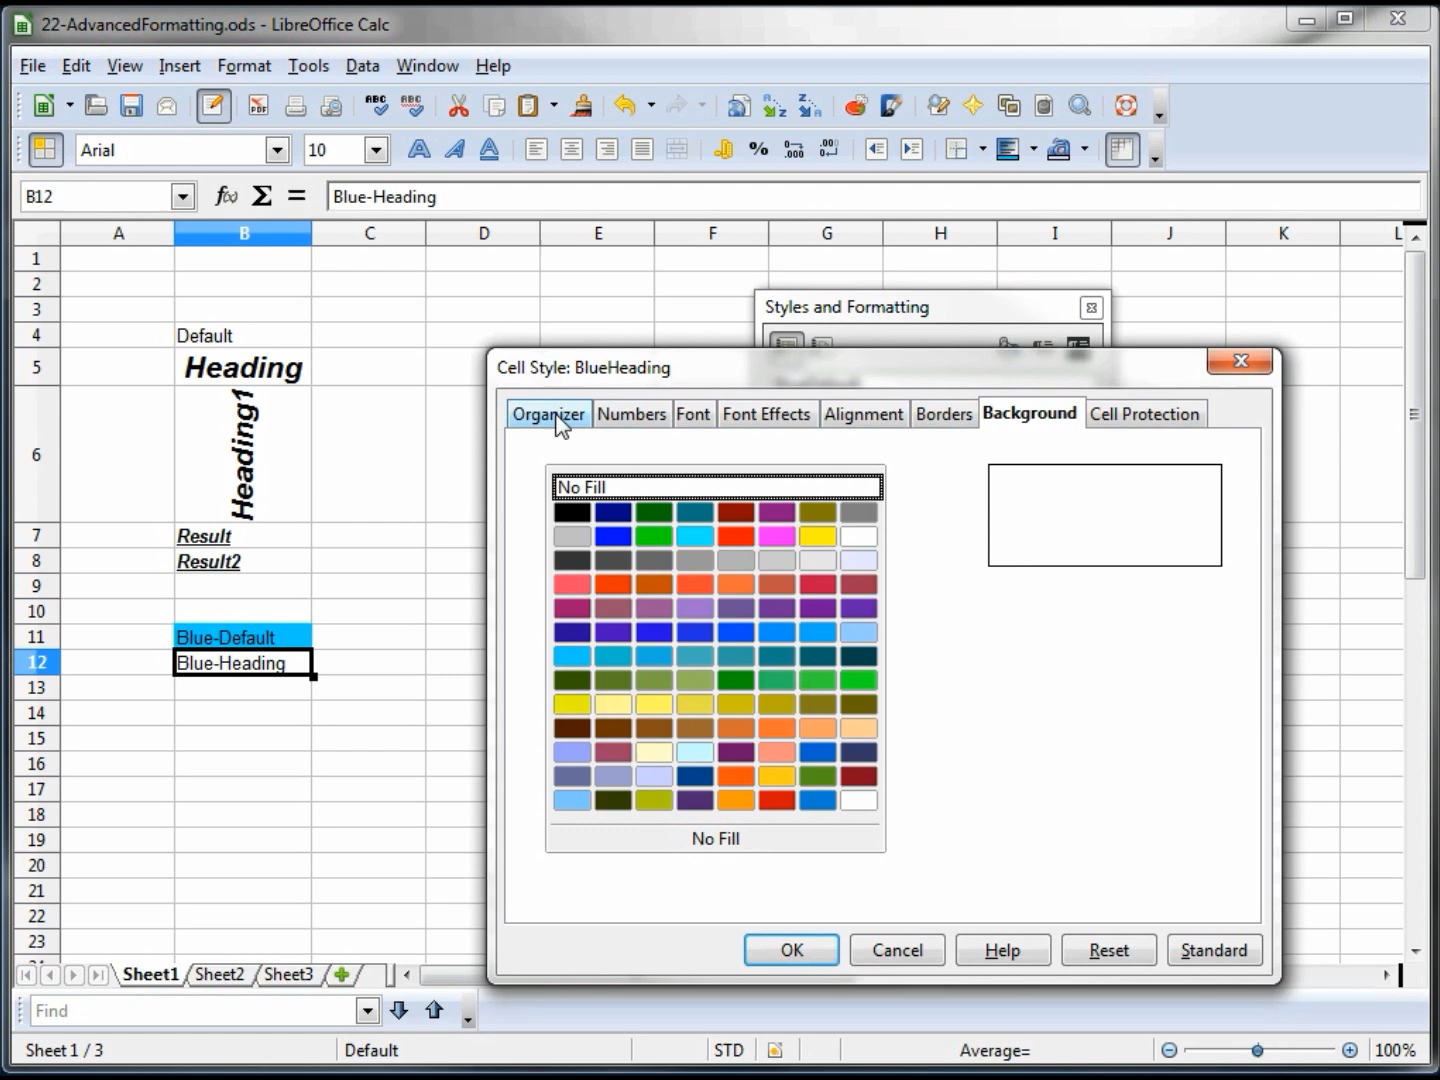 22-AdvancedFormatting.ods - LibreOffice Calc
File Edit View Insert Format Tools Data Window Help
PDF ABC ABC
Arial 10
B12 f(x) Σ = Blue-Heading
A B C D E F G H I J K L
1
2
3
4 Default
5 Heading
6 Heading1
7 Result
8 Result2
9
10
11 Blue-Default
12 Blue-Heading
13
14
15
16
17
18
19
20
21
22
23
Styles and Formatting
Cell Style: BlueHeading
Organizer Numbers Font Font Effects Alignment Borders Background Cell Protection
No Fill
No Fill
OK Cancel Help Reset Standard
Sheet1 Sheet2 Sheet3
Find
Sheet 1 / 3 Default STD Average= 100%